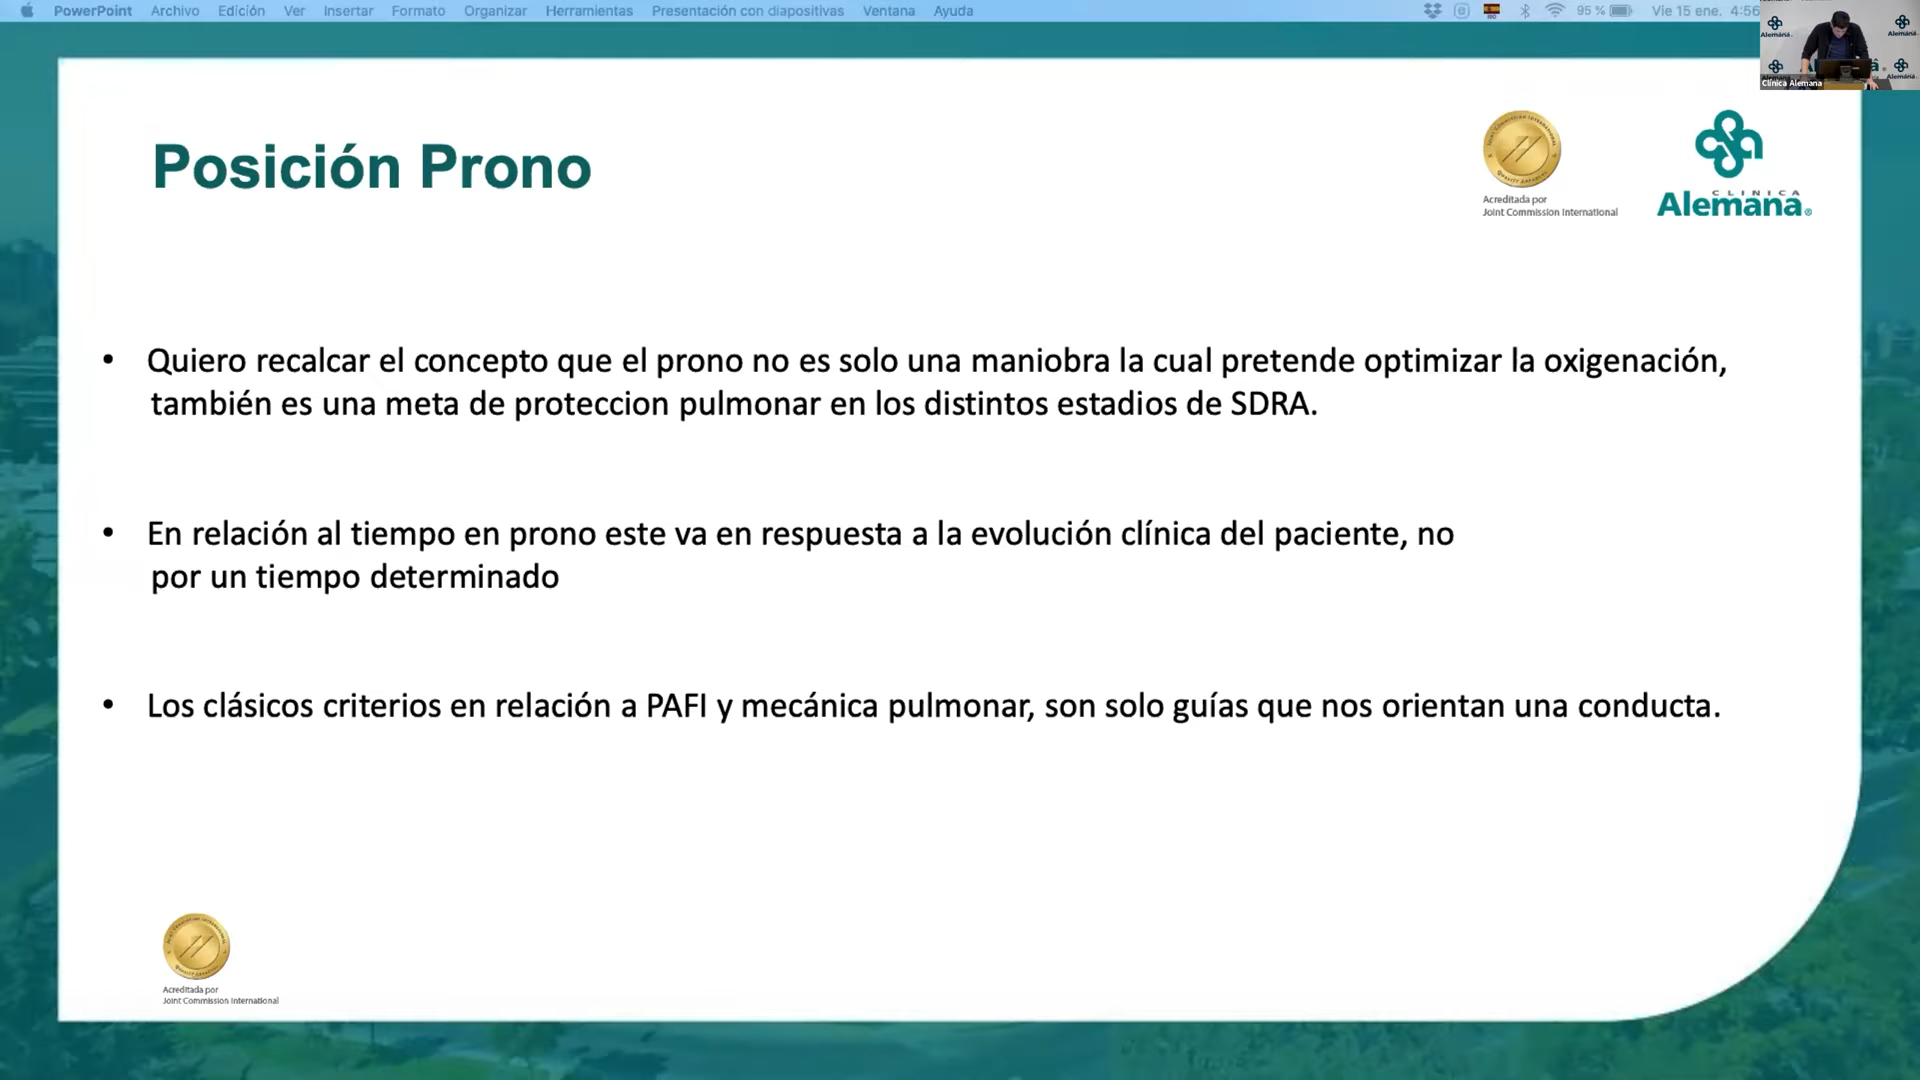 PowerPoint Archivo Edición Ver Insertar Formato Organizar Herramientas Presentación con diapositivas Ventana Ayuda 95 % Vie 15 ene. 4:56
Alemana
Alemana
Alemana
Alemana
Clínica Alemana
Posición Prono
Acreditada por
Joint Commission International
CLINICA
Alemana®
• Quiero recalcar el concepto que el prono no es solo una maniobra la cual pretende optimizar la oxigenación,
también es una meta de proteccion pulmonar en los distintos estadios de SDRA.
• En relación al tiempo en prono este va en respuesta a la evolución clínica del paciente, no
por un tiempo determinado
• Los clásicos criterios en relación a PAFI y mecánica pulmonar, son solo guías que nos orientan una conducta.
Acreditada por
Joint Commission International